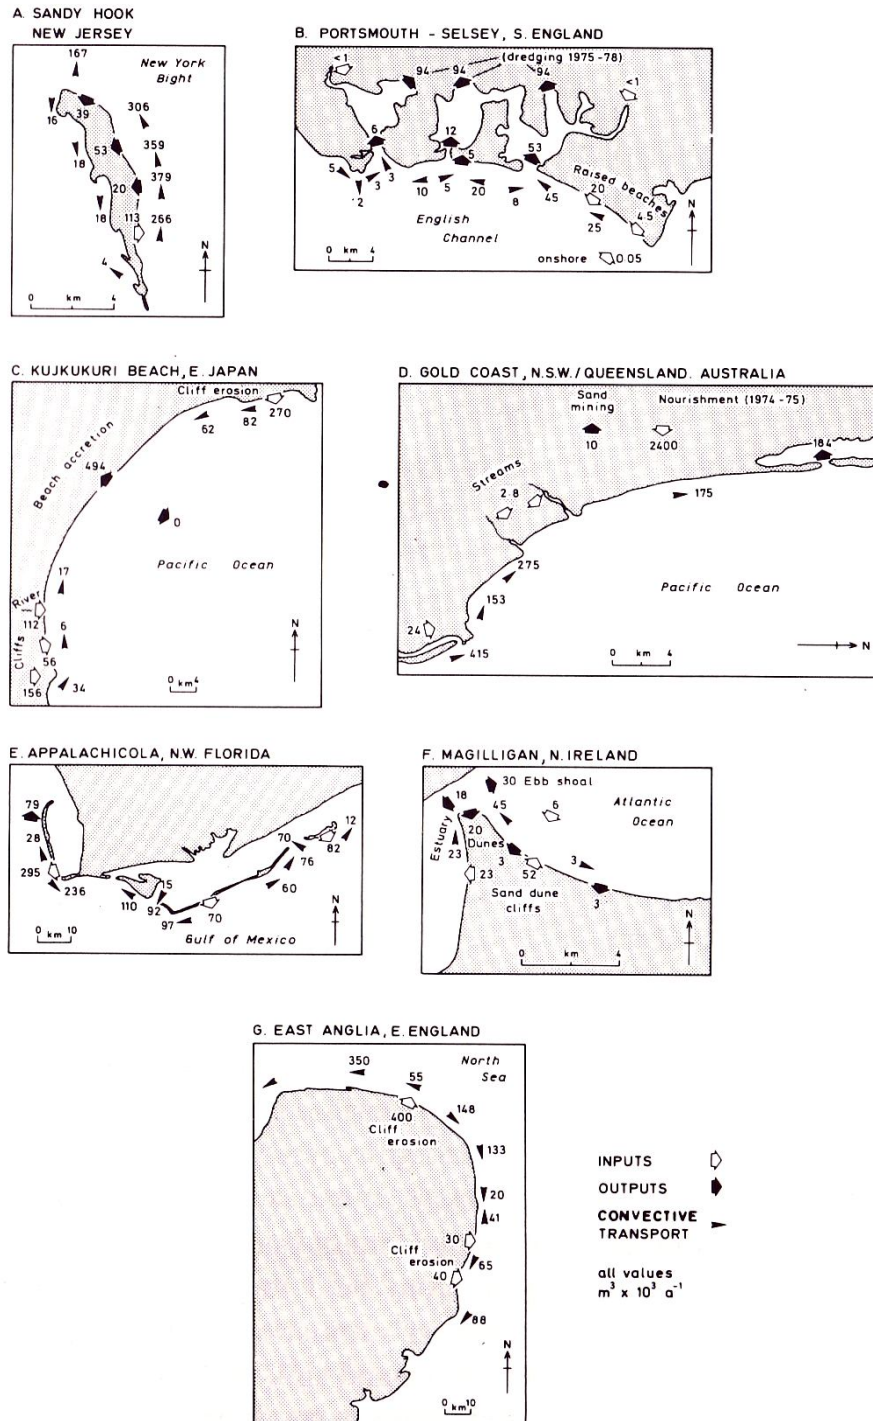 A. SANDY HOOK
NEW JERSEY
167
New York
Bight
16
39
306
53
359
18
379
20
18
113
266
4
N
0 km 4
B. PORTSMOUTH - SELSEY, S. ENGLAND
<1
(dredging 1975-78)
94
94
94
<1
6
12
53
5
5
3
3
12
10
5
20
8
45
Raised beaches
20
4.5
25
English
Channel
N
0 km 4
onshore
0.05
C. KUJKUKURI BEACH, E. JAPAN
Cliff erosion
270
62
82
Beach accretion
494
0
17
Pacific Ocean
River
112
6
Cliffs
56
156
34
N
0 km 4
D. GOLD COAST, N.S.W./QUEENSLAND. AUSTRALIA
Sand
mining
10
Nourishment (1974-75)
2400
184
Streams
2.8
175
275
153
Pacific Ocean
24
415
0 km 4
N
E. APPALACHICOLA, N.W. FLORIDA
79
28
295
236
110
15
92
97
70
60
76
70
82
12
0 km 10
Gulf of Mexico
N
F. MAGILLIGAN, N. IRELAND
30 Ebb shoal
18
45
6
Atlantic
Ocean
Estuary
20
Dunes
23
3
3
23
52
Sand dune
cliffs
3
N
0 km 4
G. EAST ANGLIA, E. ENGLAND
350
55
North
Sea
400
148
Cliff
erosion
133
20
41
30
Cliff
erosion
65
40
88
N
0 km 10
INPUTS
OUTPUTS
CONVECTIVE
TRANSPORT
all values
m³ x 10³ a⁻¹